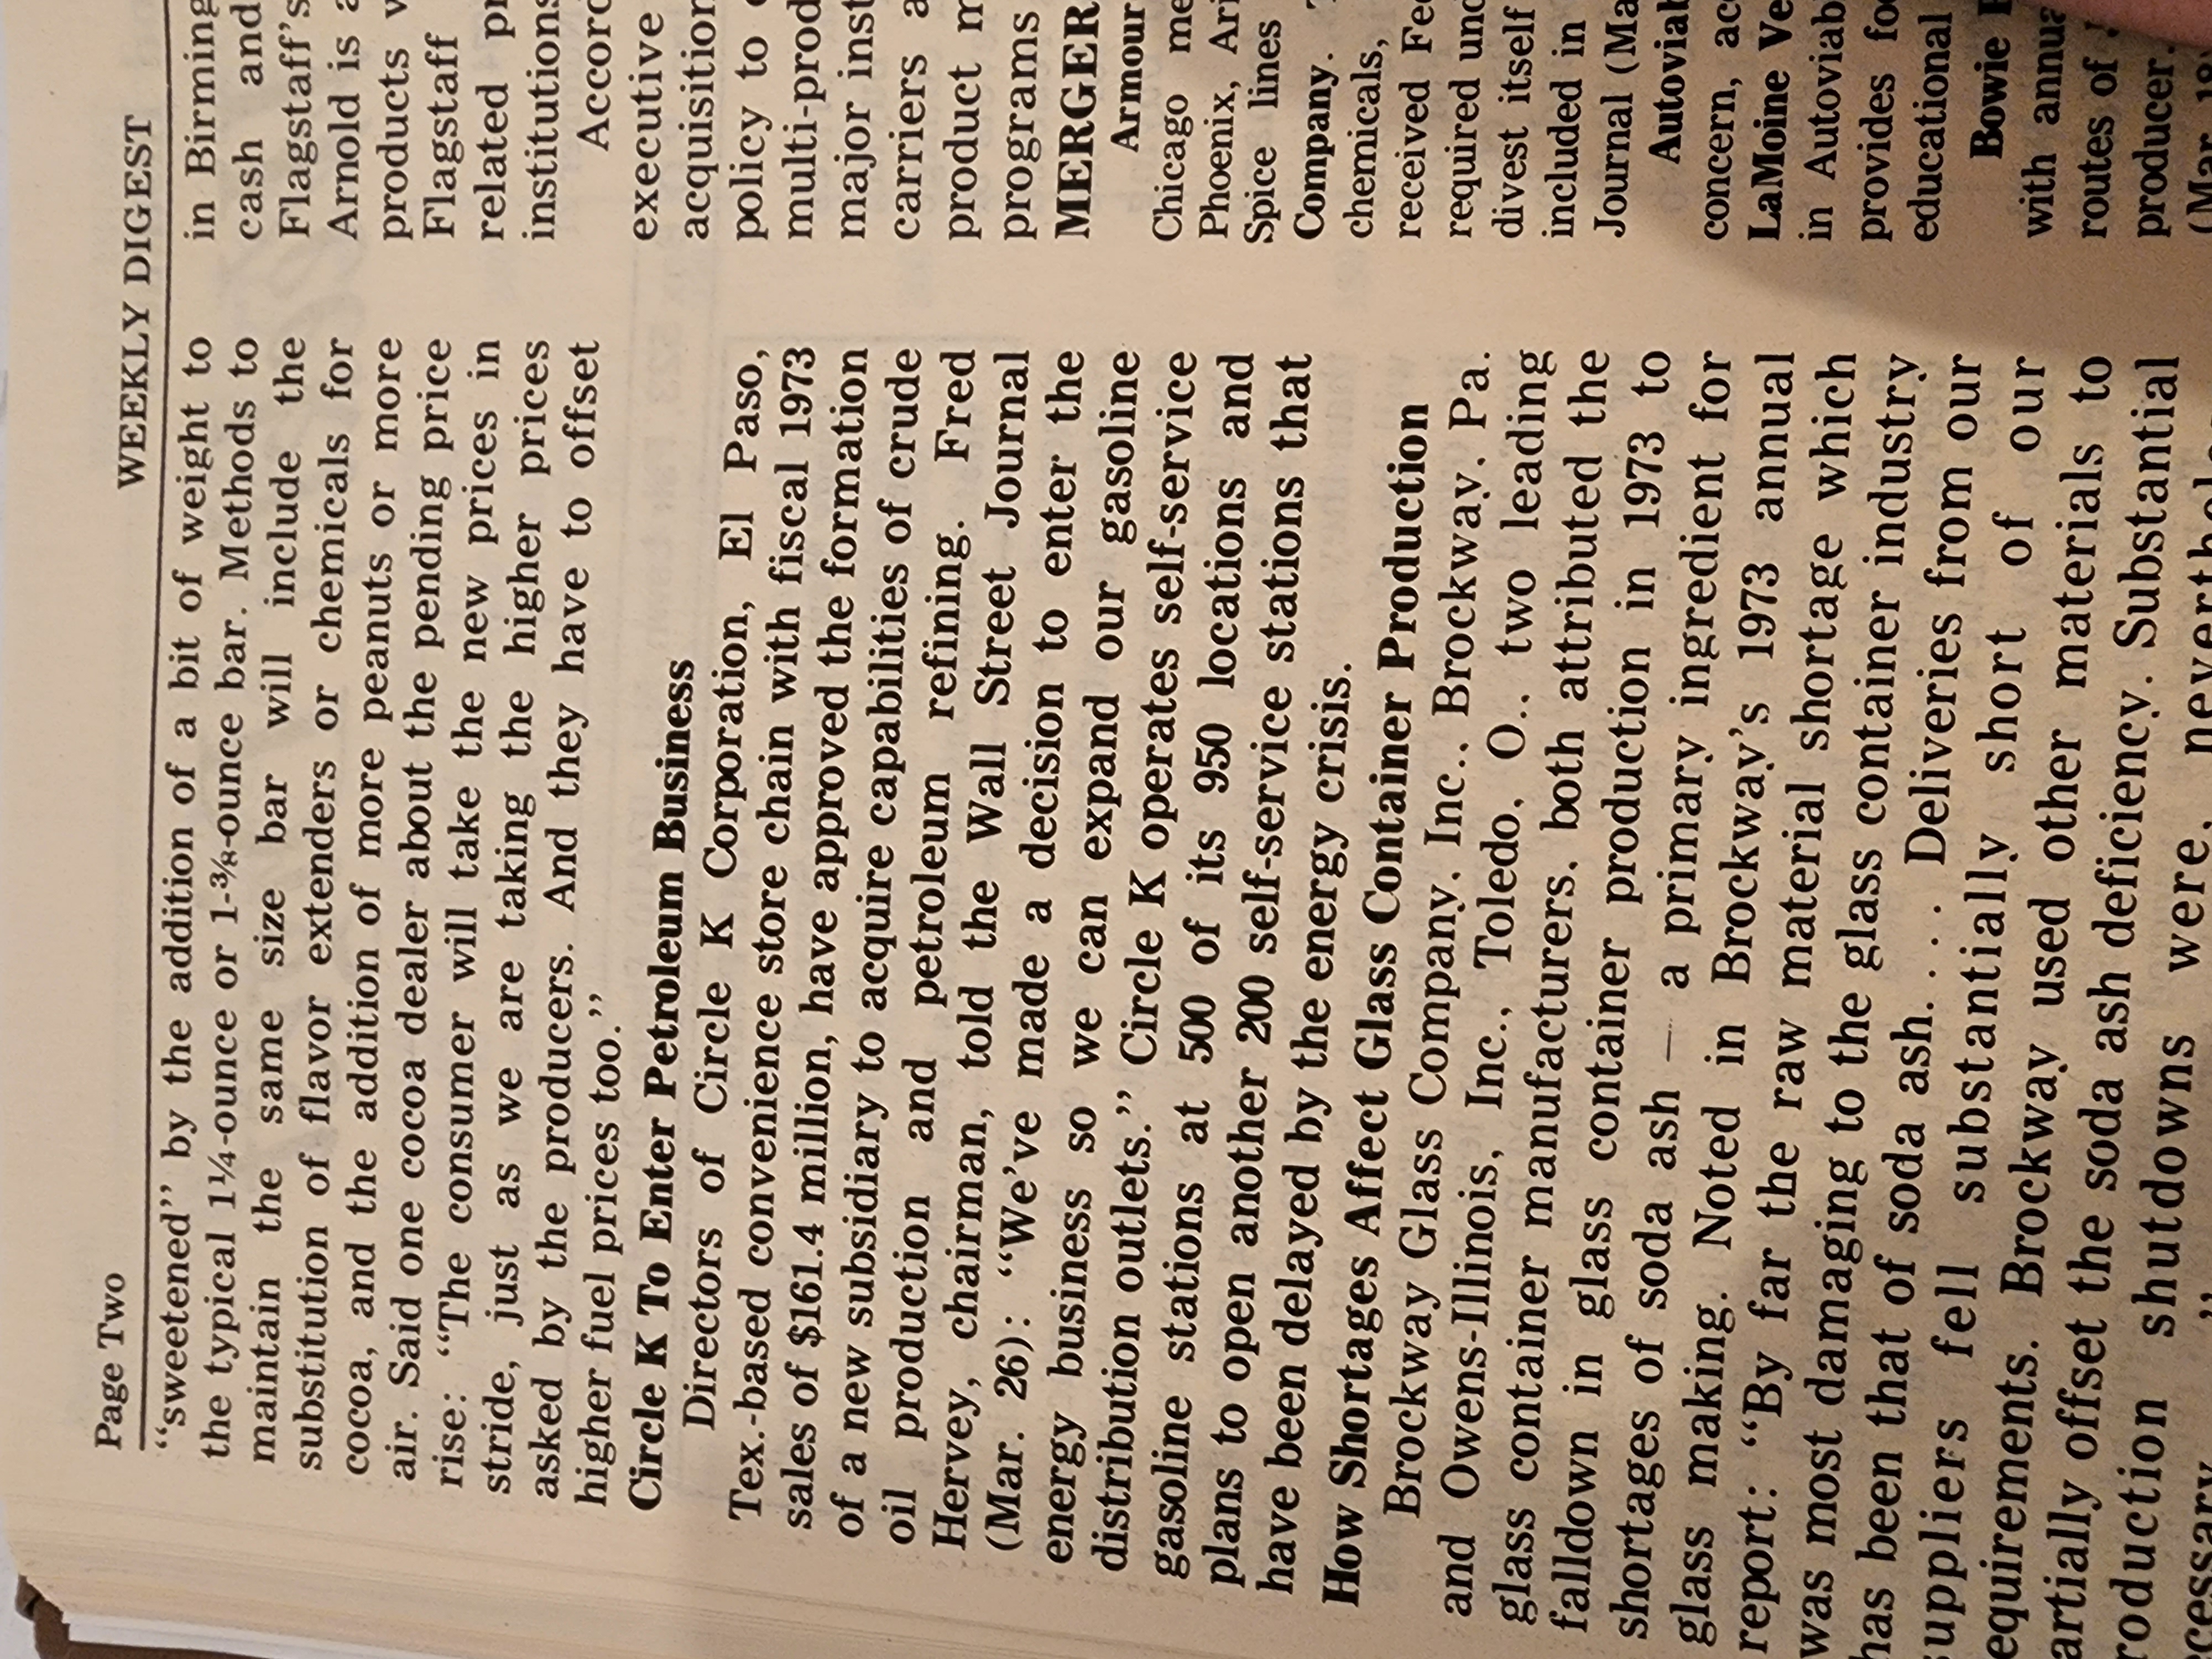 Page Two
WEEKLY DIGEST
"sweetened" by the addition of a bit of weight to
the typical 1¼-ounce or 1-⅜-ounce bar. Methods to
maintain the same size bar will include the
substitution of flavor extenders or chemicals for
cocoa, and the addition of more peanuts or more
air. Said one cocoa dealer about the pending price
rise: "The consumer will take the new prices in
stride, just as we are taking the higher prices
asked by the producers. And they have to offset
higher fuel prices too."
Circle K To Enter Petroleum Business
Directors of Circle K Corporation, El Paso,
Tex.-based convenience store chain with fiscal 1973
sales of $161.4 million, have approved the formation
of a new subsidiary to acquire capabilities of crude
oil production and petroleum refining. Fred
Hervey, chairman, told the Wall Street Journal
(Mar. 26): "We've made a decision to enter the
energy business so we can expand our gasoline
distribution outlets." Circle K operates self-service
gasoline stations at 500 of its 950 locations and
plans to open another 200 self-service stations that
have been delayed by the energy crisis.
How Shortages Affect Glass Container Production
Brockway Glass Company, Inc., Brockway, Pa.
and Owens-Illinois, Inc., Toledo, O., two leading
glass container manufacturers, both attributed the
falldown in glass container production in 1973 to
shortages of soda ash — a primary ingredient for
glass making. Noted in Brockway's 1973 annual
report: "By far the raw material shortage which
was most damaging to the glass container industry
has been that of soda ash. . . . Deliveries from our
suppliers fell substantially short of our
equirements. Brockway used other materials to
artially offset the soda ash deficiency. Substantial
roduction shutdowns were,
in Birming
cash and
Flagstaff's
Arnold is a
products
Flagstaff
related pr
institutions
Accord
executive
acquisition
policy to
multi-prod
major inst
carriers a
product m
programs
MERGER
Armour
Chicago me
Phoenix, Ari
Spice lines
Company.
chemicals,
received Fe
required und
divest itself
included in
Journal (Ma
Autoviab
concern, ac
LaMoine Ve
in Autoviab
provides fo
educational
Bowie
with annua
routes of
producer.
(Mar.